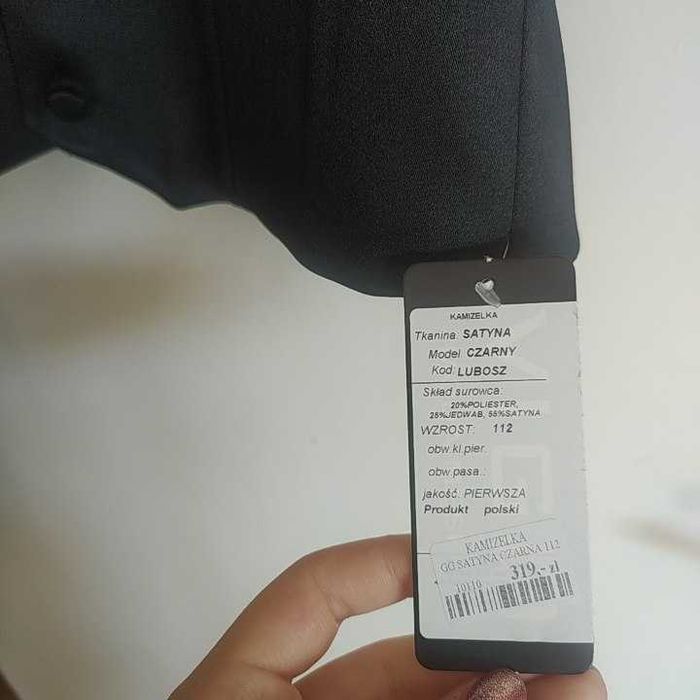 KAMIZELKA
Tkanina: SATYNA
Model: CZARNY
Kod: LUBOSZ
Skład surowca:
20%POLIESTER,
25%JEDWAB, 55%SATYNA
WZROST: 112
obw.kl.pier.
obw.pasa.:
jakość: PIERWSZA
Produkt polski
KAMIZELKA
GG SATYNA CZARNA 112
10110 319,- zł